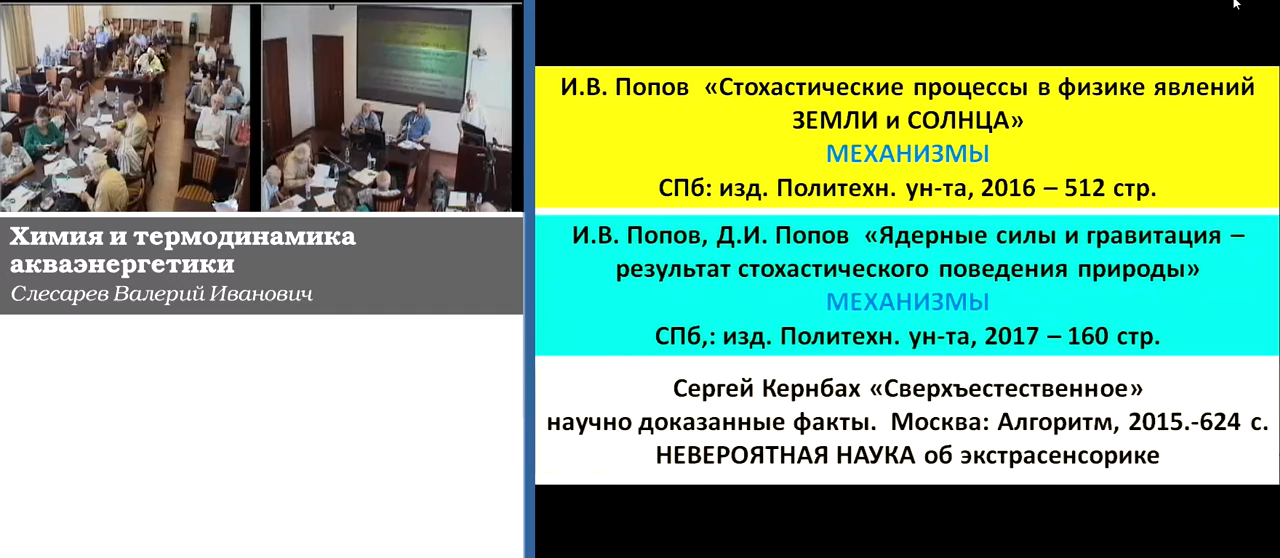 Химия и термодинамика
акваэнергетики
Слесарев Валерий Иванович
И.В. Попов «Стохастические процессы в физике явлений
ЗЕМЛИ и СОЛНЦА»
МЕХАНИЗМЫ
СПб: изд. Политехн. ун-та, 2016 – 512 стр.
И.В. Попов, Д.И. Попов «Ядерные силы и гравитация –
результат стохастического поведения природы»
МЕХАНИЗМЫ
СПб,: изд. Политехн. ун-та, 2017 – 160 стр.
Сергей Кернбах «Сверхъестественное»
научно доказанные факты. Москва: Алгоритм, 2015.-624 с.
НЕВЕРОЯТНАЯ НАУКА об экстрасенсорике